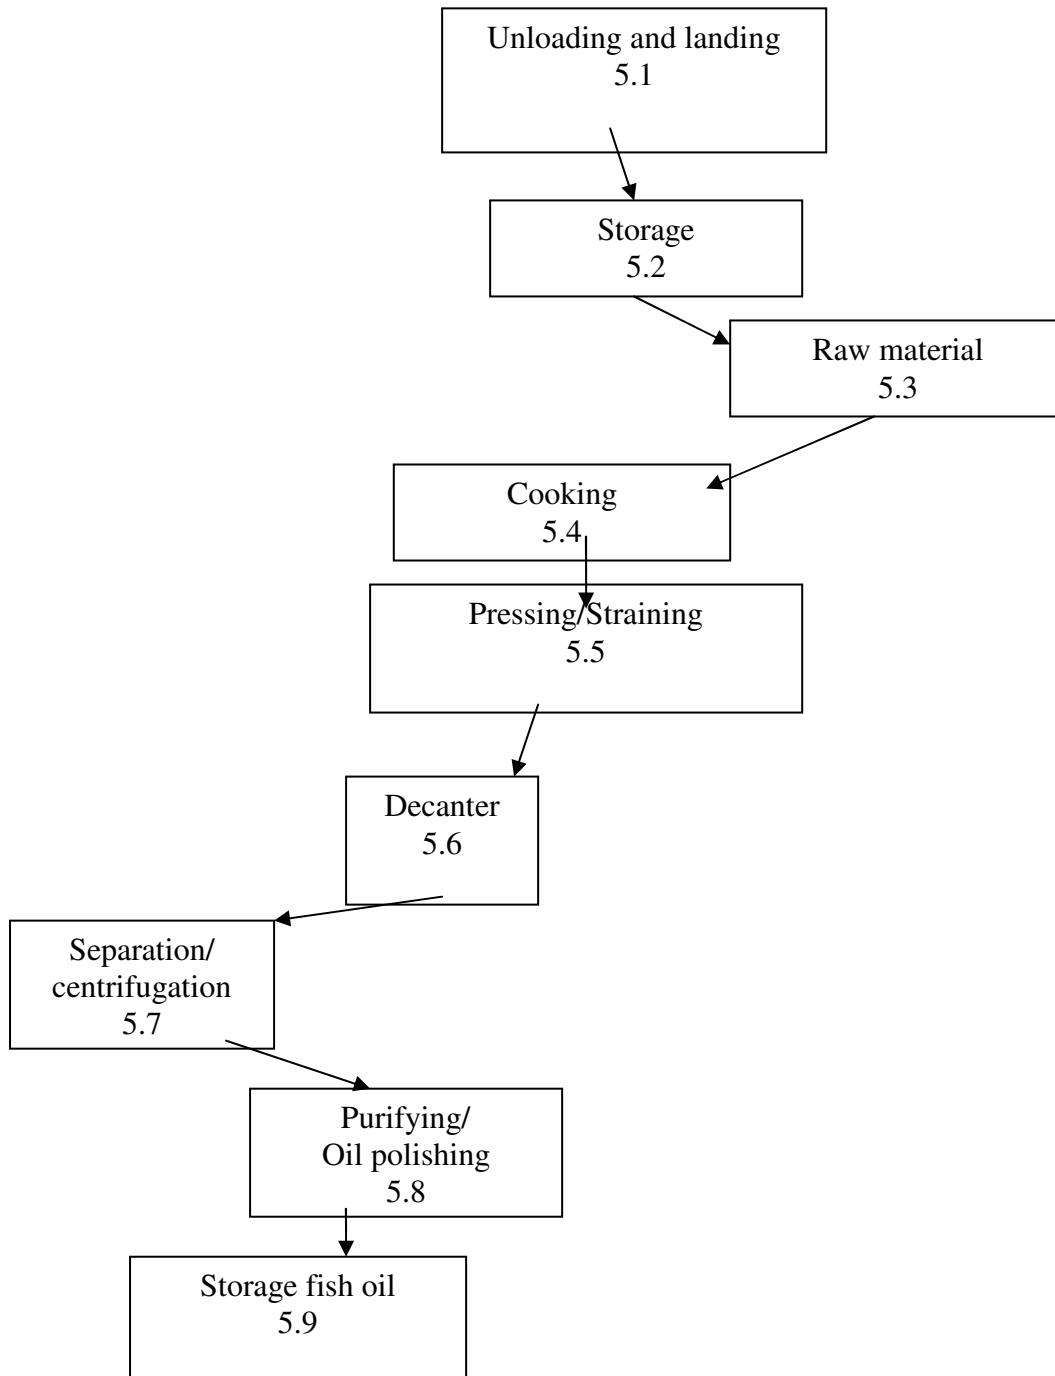 Unloading and landing
5.1
Storage
5.2
Raw material
5.3
Cooking
5.4
Pressing/Straining
5.5
Decanter
5.6
Separation/
centrifugation
5.7
Purifying/
Oil polishing
5.8
Storage fish oil
5.9